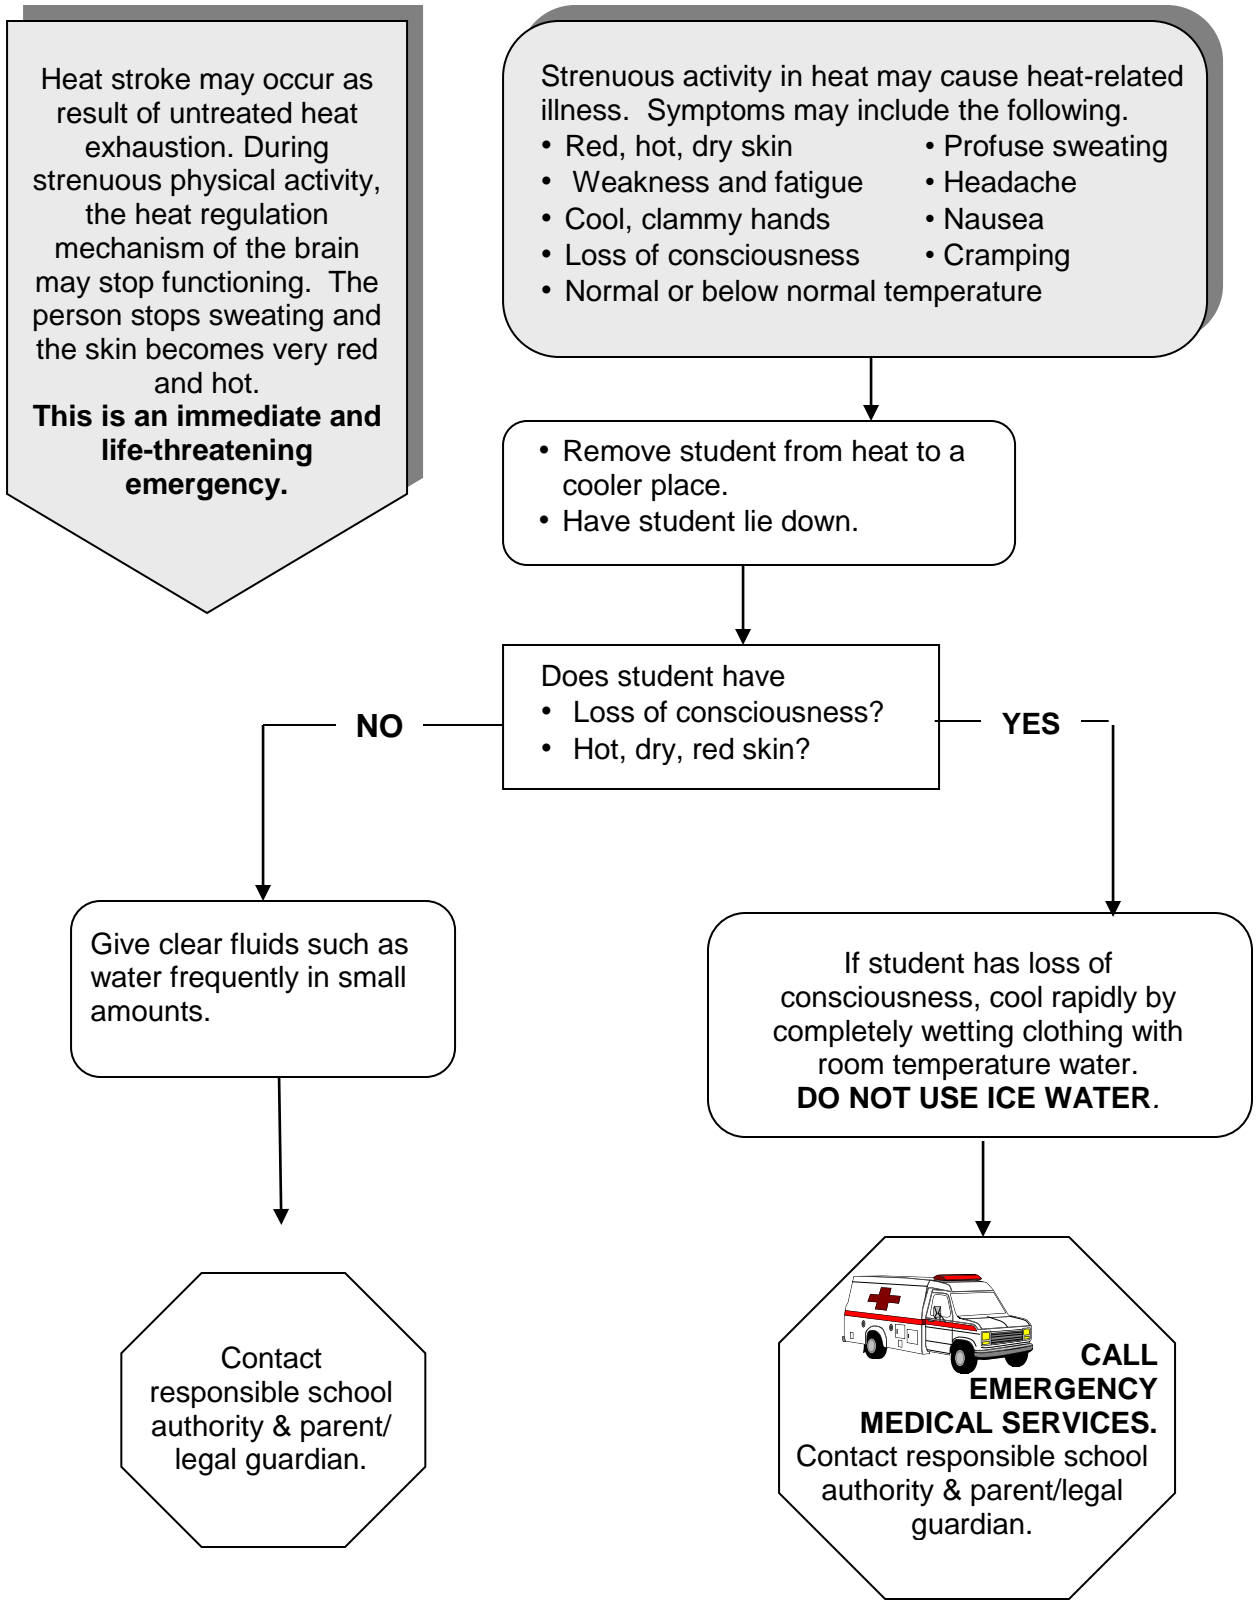 Heat stroke may occur as
result of untreated heat
exhaustion. During
strenuous physical activity,
the heat regulation
mechanism of the brain
may stop functioning.  The
person stops sweating and
the skin becomes very red
and hot.
This is an immediate and
life-threatening
emergency.
Strenuous activity in heat may cause heat-related
illness.  Symptoms may include the following.
• Red, hot, dry skin • Profuse sweating
• Weakness and fatigue • Headache
• Cool, clammy hands • Nausea
• Loss of consciousness • Cramping
• Normal or below normal temperature
• Remove student from heat to a
cooler place.
• Have student lie down.
Does student have
• Loss of consciousness?
• Hot, dry, red skin?
NO
YES
Give clear fluids such as
water frequently in small
amounts.
If student has loss of
consciousness, cool rapidly by
completely wetting clothing with
room temperature water.
DO NOT USE ICE WATER.
Contact
responsible school
authority & parent/
legal guardian.
CALL
EMERGENCY
MEDICAL SERVICES.
Contact responsible school
authority & parent/legal
guardian.